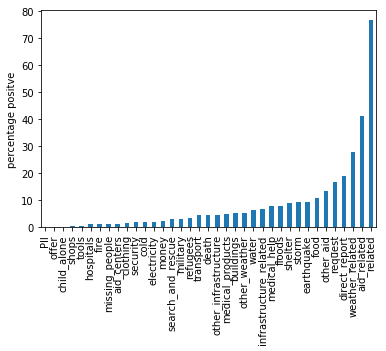 percentage positve
80
70
60
50
40
30
20
10
0
PII
offer
child_alone
shops
tools
hospitals
fire
missing_people
aid_centers
clothing
security
cold
electricity
money
search_and_rescue
military
refugees
transport
death
other_infrastructure
medical_products
buildings
other_weather
water
infrastructure_related
medical_help
floods
shelter
storm
earthquake
food
other_aid
request
direct_report
weather_related
aid_related
related